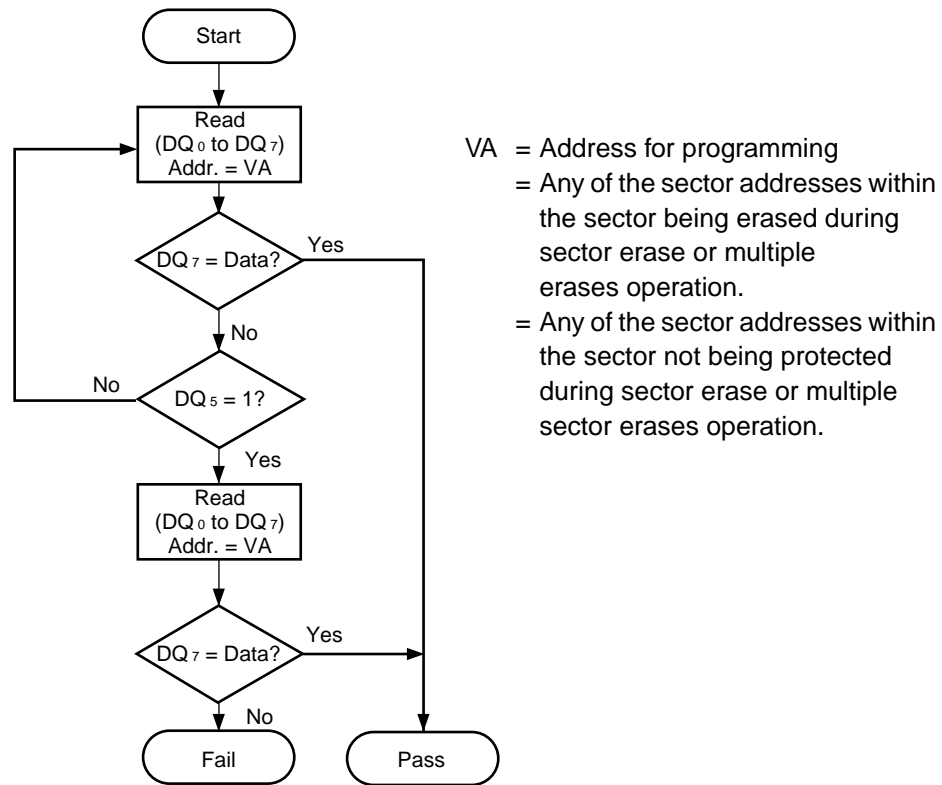 Start
Read
(DQ0 to DQ7)
Addr. = VA
DQ7 = Data?
Yes
No
DQ5 = 1?
No
Yes
Read
(DQ0 to DQ7)
Addr. = VA
DQ7 = Data?
Yes
No
Fail
Pass
VA = Address for programming
= Any of the sector addresses within
the sector being erased during
sector erase or multiple
erases operation.
= Any of the sector addresses within
the sector not being protected
during sector erase or multiple
sector erases operation.